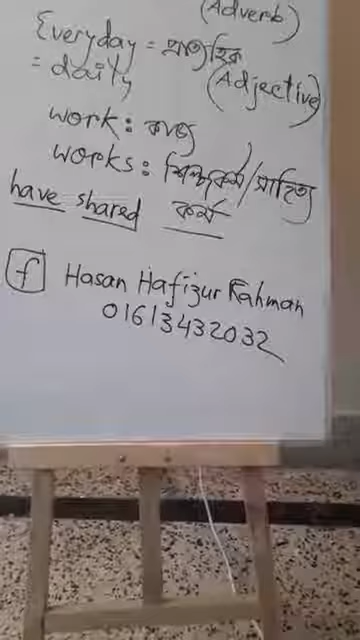 (Adverb)
Everyday = প্রাত্যহিক
= daily (Adjective)
work : কাজ
works : শিল্পকর্ম/সাহিত্য
কর্ম
have shared
f Hasan Hafizur Rahman
01613432032